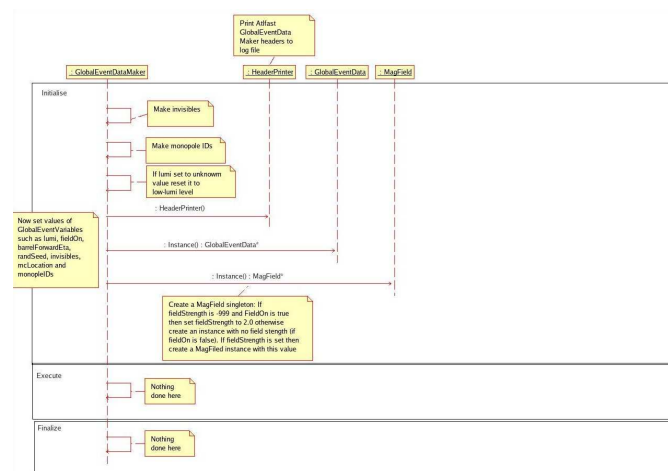 Print Atlfast
GlobalEventData
Maker headers to
log file
: GlobalEventDataMaker
: HeaderPrinter
: GlobalEventData
: MagField
Initialise
Make invisibles
Make monopole IDs
If lumi set to unknowm
value reset it to
low-lumi level
: HeaderPrinter()
Now set values of
GlobalEventVariables
such as lumi, fieldOn,
barrelForwardEta,
randSeed, invisibles,
mcLocation and
monopleIDs
: Instance() : GlobalEventData*
: Instance() : MagField*
Create a MagField singleton: If
fieldStrength is -999 and FieldOn is true
then set fieldStrength to 2.0 otherwise
create an instance with no field stength (if
fieldOn is false). If fieldStrength is set then
create a MagFiled instance with this value
Execute
Nothing
done here
Finalize
Nothing
done here